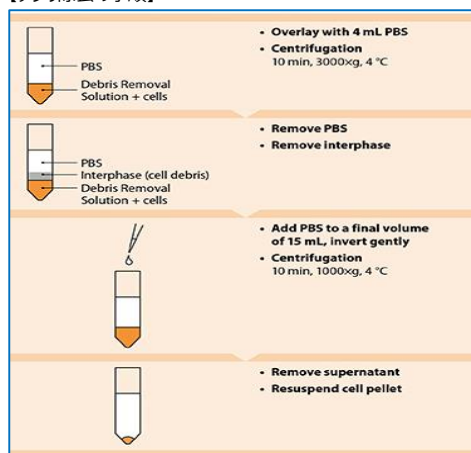 • Overlay with 4 mL PBS
• Centrifugation
10 min, 3000×g, 4 °C
PBS
Debris Removal
Solution + cells
• Remove PBS
• Remove interphase
PBS
Interphase (cell debris)
Debris Removal
Solution + cells
• Add PBS to a final volume
of 15 mL, invert gently
• Centrifugation
10 min, 1000×g, 4 °C
• Remove supernatant
• Resuspend cell pellet